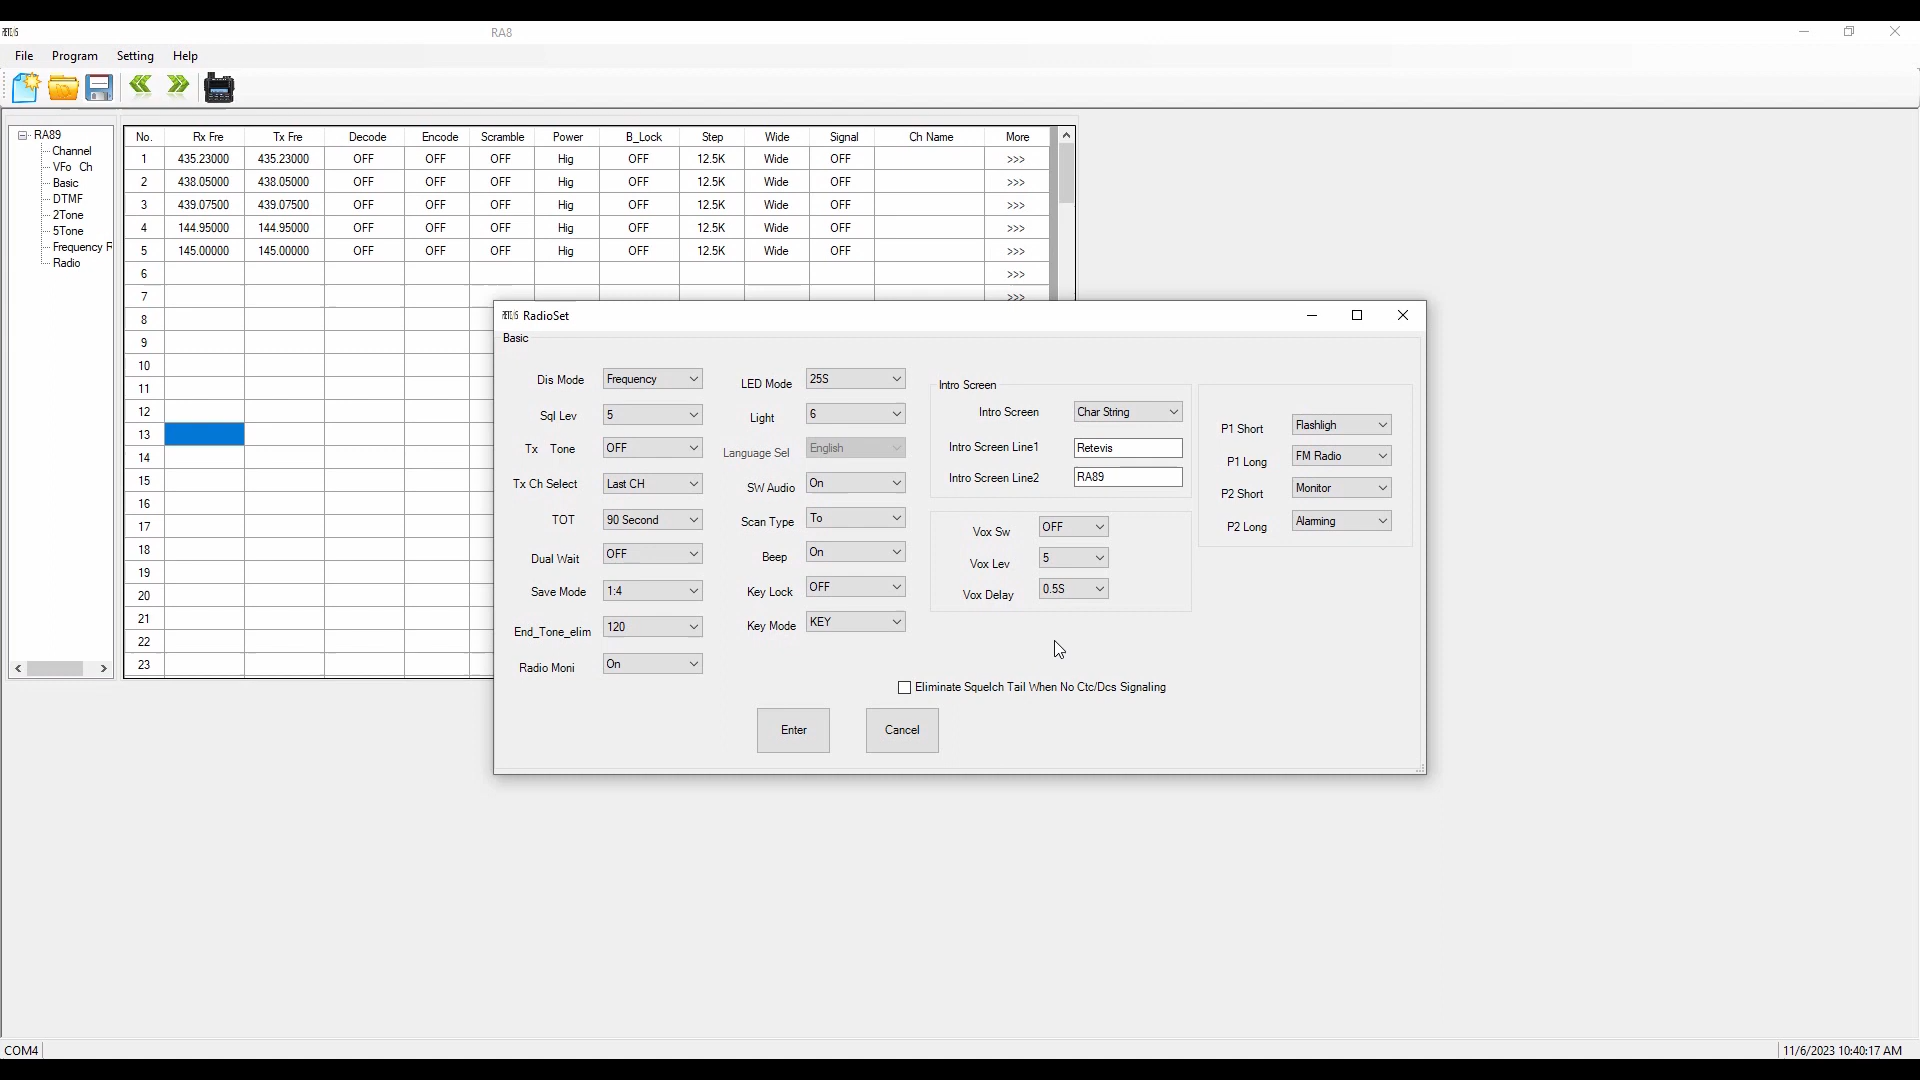 RETEVIS RA8
File Program Setting Help
RA89
Channel
VFo Ch
Basic
DTMF
2Tone
5Tone
Frequency R
Radio
No. Rx Fre Tx Fre Decode Encode Scramble Power B_Lock Step Wide Signal Ch Name More
1 435.23000 435.23000 OFF OFF OFF Hig OFF 12.5K Wide OFF >>>
2 438.05000 438.05000 OFF OFF OFF Hig OFF 12.5K Wide OFF >>>
3 439.07500 439.07500 OFF OFF OFF Hig OFF 12.5K Wide OFF >>>
4 144.95000 144.95000 OFF OFF OFF Hig OFF 12.5K Wide OFF >>>
5 145.00000 145.00000 OFF OFF OFF Hig OFF 12.5K Wide OFF >>>
6 >>>
7 >>>
8
9
10
11
12
13
14
15
16
17
18
19
20
21
22
23
RETEVIS RadioSet
Basic
Dis Mode Frequency
Sql Lev 5
Tx Tone OFF
Tx Ch Select Last CH
TOT 90 Second
Dual Wait OFF
Save Mode 1:4
End_Tone_elim 120
Radio Moni On
LED Mode 25S
Light 6
Language Sel English
SW Audio On
Scan Type To
Beep On
Key Lock OFF
Key Mode KEY
Intro Screen
Intro Screen Char String
Intro Screen Line1 Retevis
Intro Screen Line2 RA89
Vox Sw OFF
Vox Lev 5
Vox Delay 0.5S
P1 Short Flashligh
P1 Long FM Radio
P2 Short Monitor
P2 Long Alarming
Eliminate Squelch Tail When No Ctc/Dcs Signaling
Enter Cancel
COM4 11/6/2023 10:40:17 AM